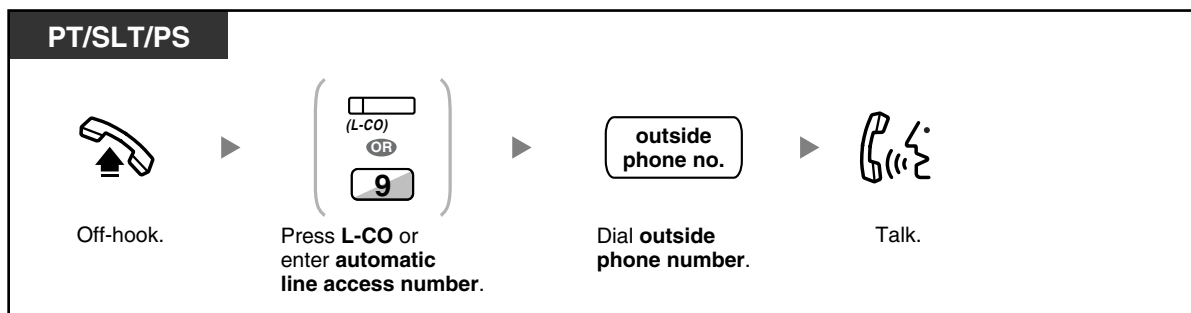 PT/SLT/PS
(L-CO)
OR
9
outside
phone no.
Off-hook.
Press L-CO or
enter automatic
line access number.
Dial outside
phone number.
Talk.